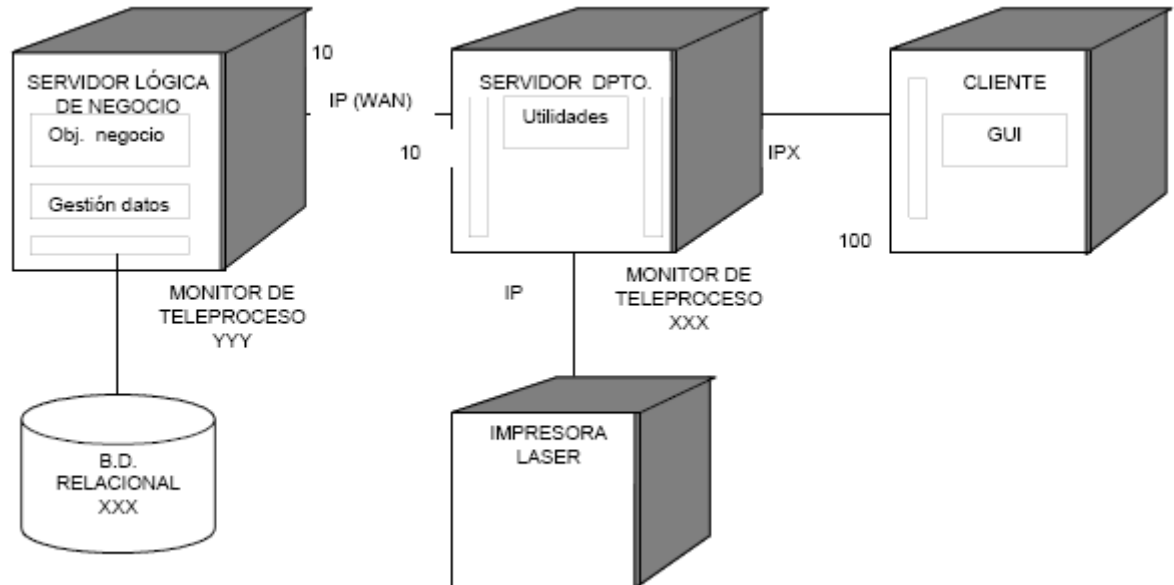 SERVIDOR LÓGICA
DE NEGOCIO
Obj. negocio
Gestión datos
10
IP (WAN)
10
SERVIDOR DPTO.
Utilidades
IPX
CLIENTE
GUI
100
MONITOR DE
TELEPROCESO
YYY
IP
MONITOR DE
TELEPROCESO
XXX
B.D.
RELACIONAL
XXX
IMPRESORA
LASER